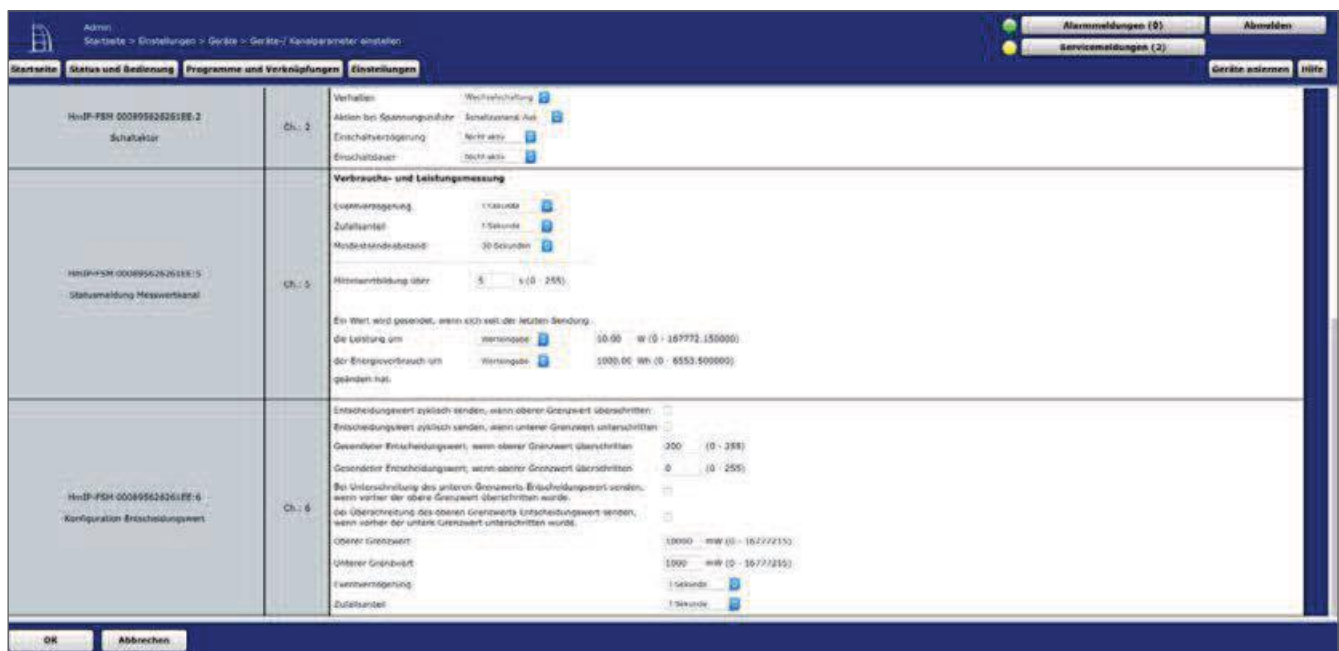 Admin
Alarmmeldungen (0)
Abmelden
Startseite > Einstellungen > Geräte > Geräte-/ Kanalparameter einstellen
Servicemeldungen (2)
Startseite
Status und Bedienung
Programme und Verknüpfungen
Einstellungen
Geräte anlernen
Hilfe
HmIP-FSM 000895626261EE:2
Schaltaktor
Ch.: 2
Verhalten Wechselschaltung
Aktion bei Spannungszufuhr Schaltzustand Aus
Einschaltverzögerung Nicht aktiv
Einschaltdauer Nicht aktiv
HmIP-FSM 000895626261EE:5
Statusmeldung Messwertkanal
Ch.: 5
Verbrauchs- und Leistungsmessung
Eventverzögerung 1 Sekunde
Zufallsanteil 1 Sekunde
Mindestsendeabstand 30 Sekunden
Mittelwertbildung über 5 s (0 - 255)
Ein Wert wird gesendet, wenn sich seit der letzten Sendung
die Leistung um Werteingabe 10.00 W (0 - 167772.150000)
der Energieverbrauch um Werteingabe 1000.00 Wh (0 - 6553.500000)
geändert hat.
HmIP-FSM 000895626261EE:6
Konfiguration Entscheidungswert
Ch.: 6
Entscheidungswert zyklisch senden, wenn oberer Grenzwert überschritten
Entscheidungswert zyklisch senden, wenn unterer Grenzwert unterschritten
Gesendeter Entscheidungswert, wenn oberer Grenzwert überschritten 200 (0 - 255)
Gesendeter Entscheidungswert, wenn oberer Grenzwert überschritten 0 (0 - 255)
Bei Unterschreitung des unteren Grenzwerts Entscheidungswert senden,
wenn vorher der obere Grenzwert überschritten wurde.
Bei Überschreitung des oberen Grenzwerts Entscheidungswert senden,
wenn vorher der untere Grenzwert unterschritten wurde.
Oberer Grenzwert 10000 mW (0 - 16777215)
Unterer Grenzwert 1000 mW (0 - 16777215)
Eventverzögerung 1 Sekunde
Zufallsanteil 1 Sekunde
OK
Abbrechen